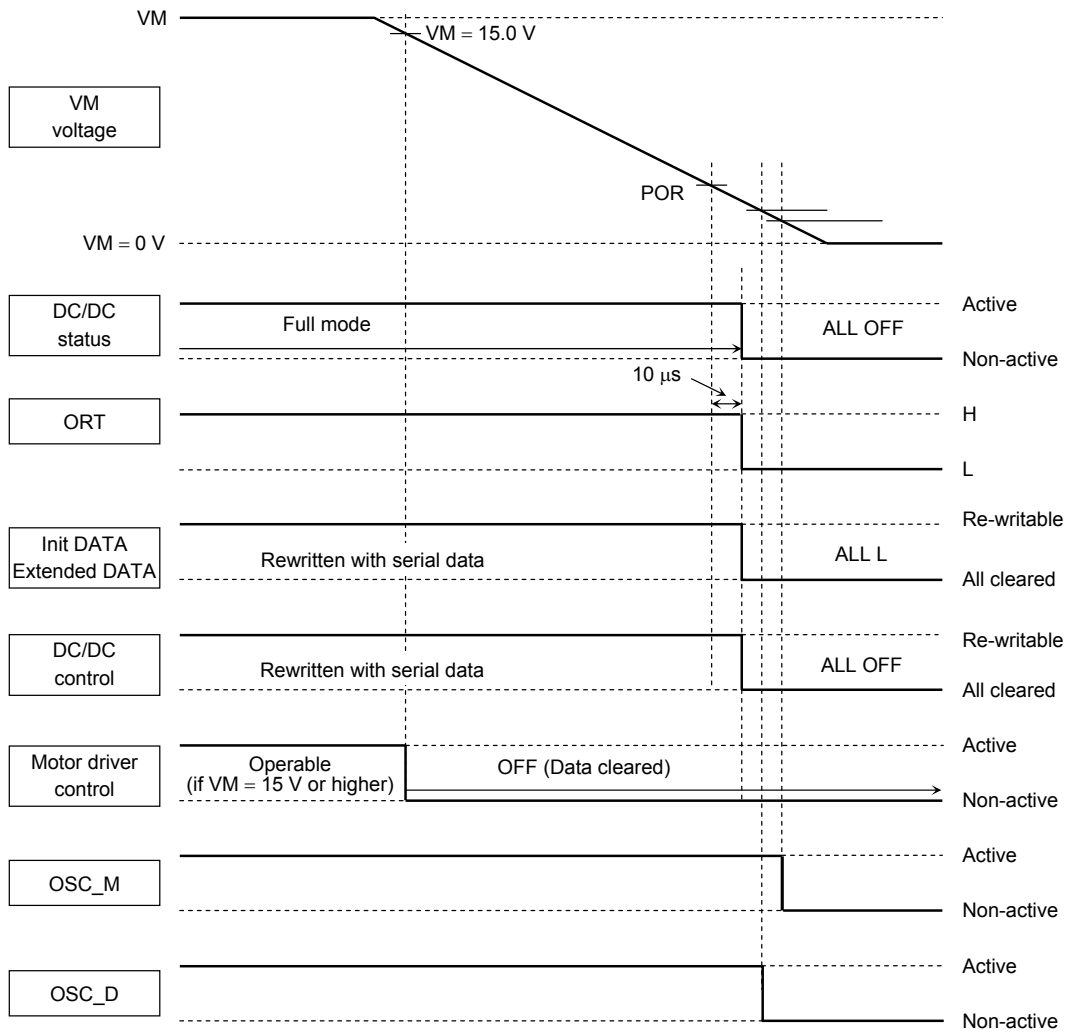 VM
VM = 15.0 V
VM
voltage
POR
VM = 0 V
DC/DC
status
Full mode
ALL OFF
Active
Non-active
10 μs
ORT
H
L
Init DATA
Extended DATA
Rewritten with serial data
ALL L
Re-writable
All cleared
DC/DC
control
Rewritten with serial data
ALL OFF
Re-writable
All cleared
Motor driver
control
Operable
(if VM = 15 V or higher)
OFF (Data cleared)
Active
Non-active
OSC_M
Active
Non-active
OSC_D
Active
Non-active